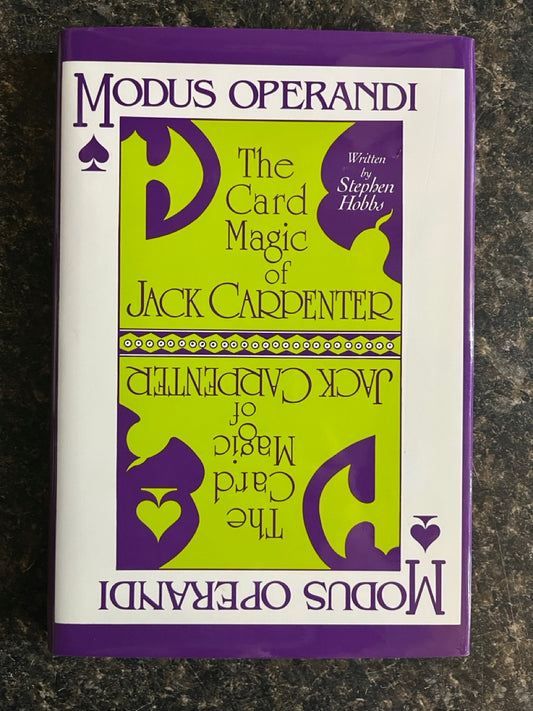 MODUS OPERANDI
The
Card
Magic
of
JACK CARPENTER
Written
by
Stephen
Hobbs
JACK CARPENTER
of
Magic
Card
The
MODUS OPERANDI